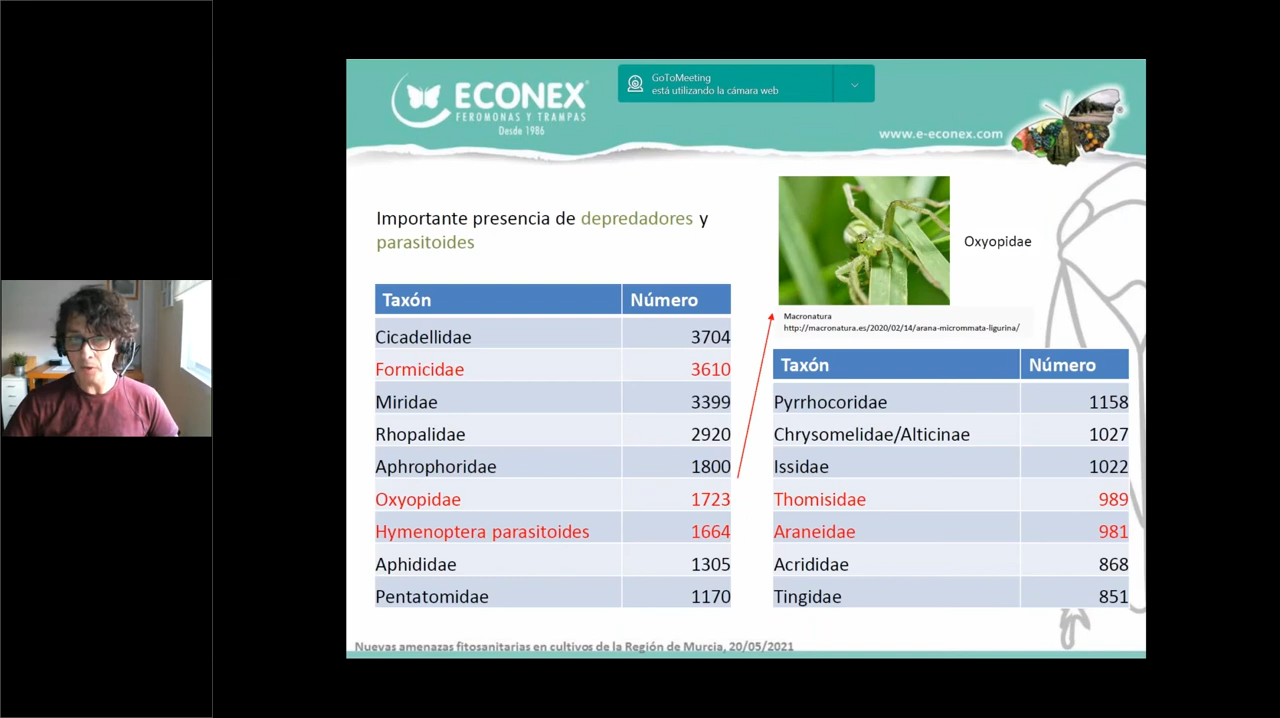 ECONEX
FEROMONAS Y TRAMPAS
Desde 1986
GoToMeeting
está utilizando la cámara web
www.e-econex.com
Importante presencia de depredadores y
parasitoides
Taxón Número
Cicadellidae 3704
Formicidae 3610
Miridae 3399
Rhopalidae 2920
Aphrophoridae 1800
Oxyopidae 1723
Hymenoptera parasitoides 1664
Aphididae 1305
Pentatomidae 1170
Oxyopidae
Macronatura
http://macronatura.es/2020/02/14/arana-micrommata-ligurina/
Taxón Número
Pyrrhocoridae 1158
Chrysomelidae/Alticinae 1027
Issidae 1022
Thomisidae 989
Araneidae 981
Acrididae 868
Tingidae 851
Nuevas amenazas fitosanitarias en cultivos de la Región de Murcia, 20/05/2021